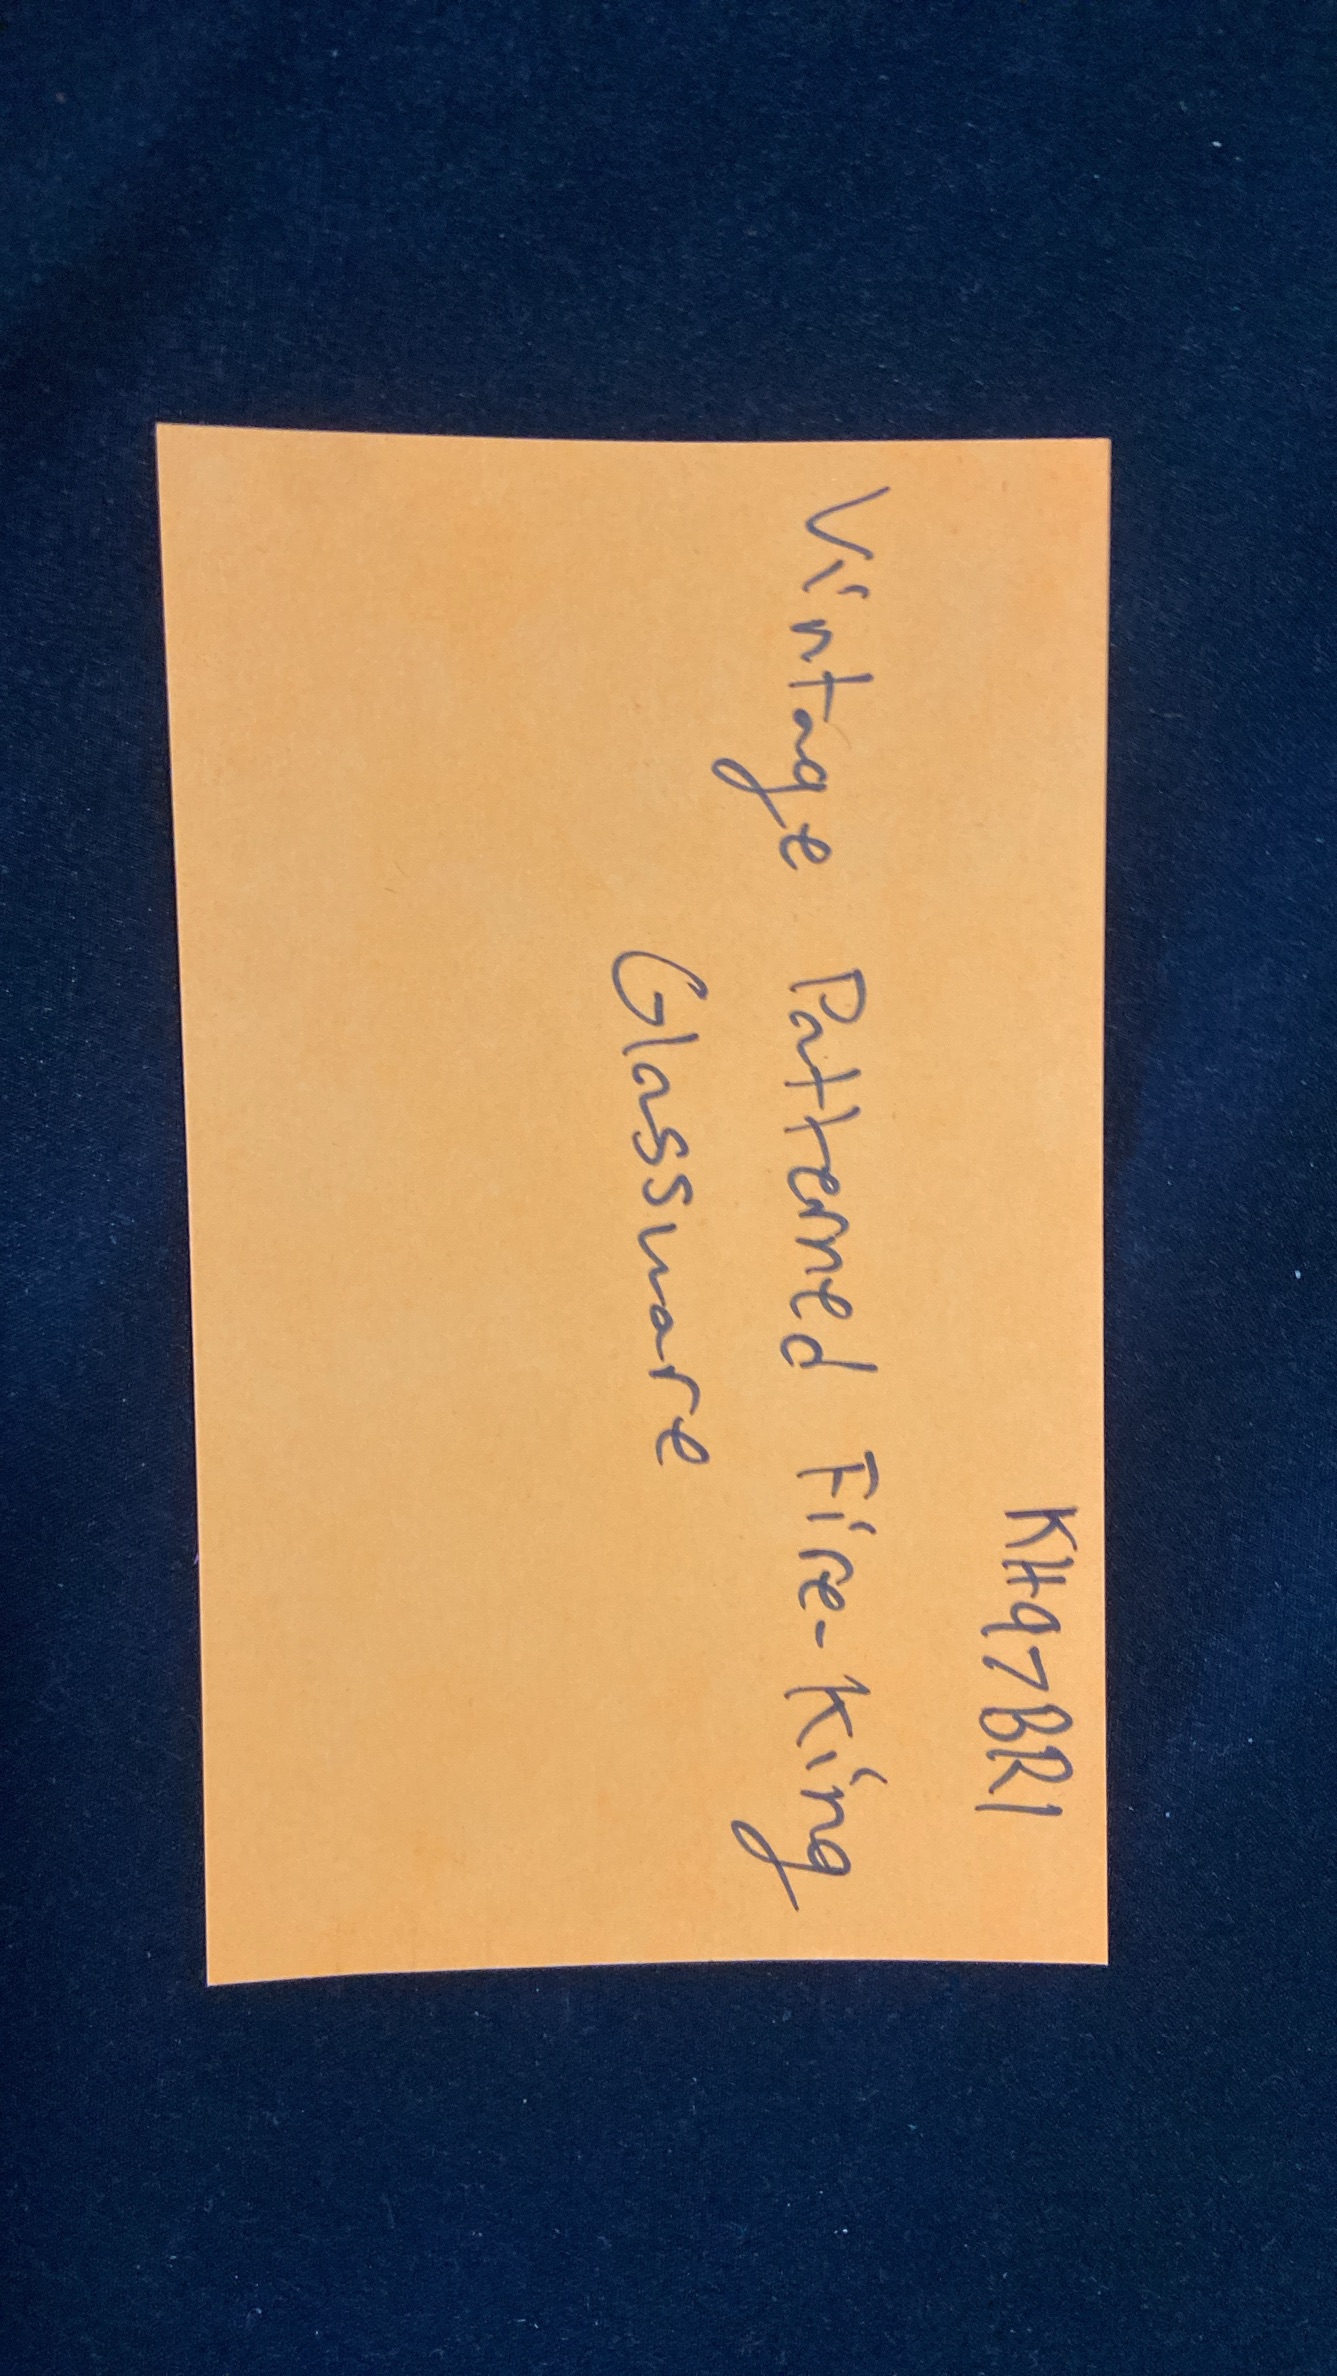 KH97BR1
Vintage Patterned Fire-King
Glassware